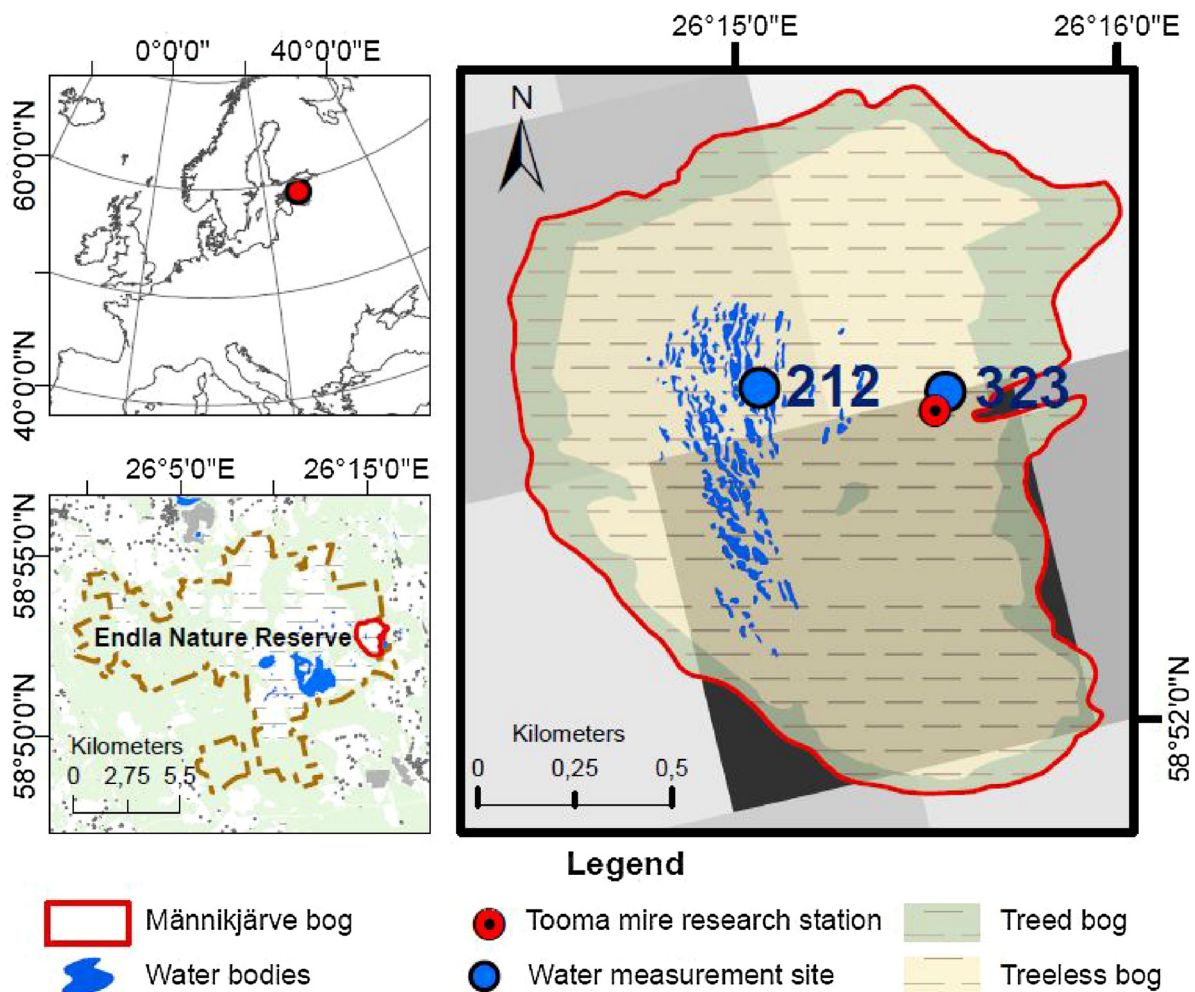 0°0'0" 40°0'0"E
60°0'0"N
40°0'0"N
26°5'0"E 26°15'0"E
58°55'0"N
58°50'0"N
Endla Nature Reserve
Kilometers
0 2,75 5,5
26°15'0"E 26°16'0"E
N
212 323
58°52'0"N
Kilometers
0 0,25 0,5
Legend
Männikjärve bog Tooma mire research station Treed bog
Water bodies Water measurement site Treeless bog